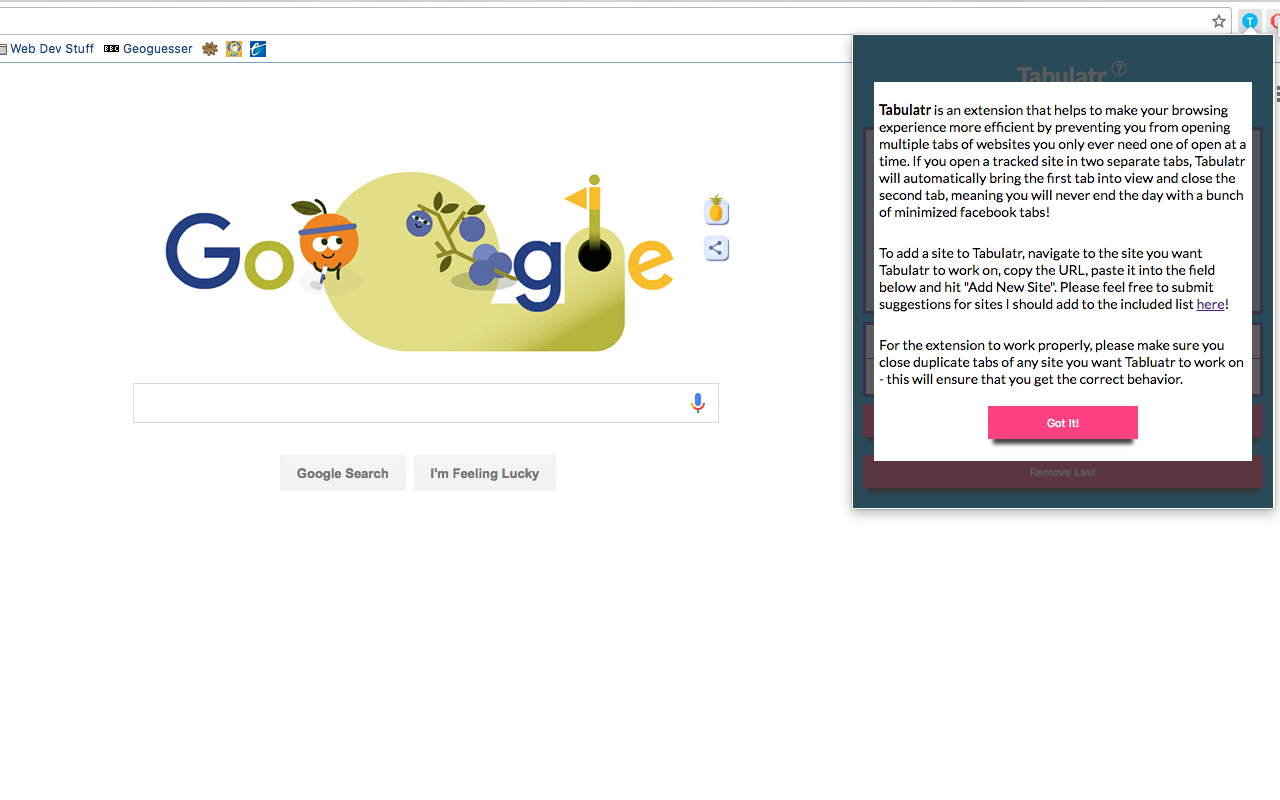 T
Web Dev Stuff
BBC Geoguesser
Tabulatr ?
Tabulatr is an extension that helps to make your browsing
experience more efficient by preventing you from opening
multiple tabs of websites you only ever need one of open at a
time. If you open a tracked site in two separate tabs, Tabulatr
will automatically bring the first tab into view and close the
second tab, meaning you will never end the day with a bunch
of minimized facebook tabs!
To add a site to Tabulatr, navigate to the site you want
Tabulatr to work on, copy the URL, paste it into the field
below and hit "Add New Site". Please feel free to submit
suggestions for sites I should add to the included list here!
For the extension to work properly, please make sure you
close duplicate tabs of any site you want Tabluatr to work on
- this will ensure that you get the correct behavior.
Got It!
Remove Last
Google
Google Search
I'm Feeling Lucky